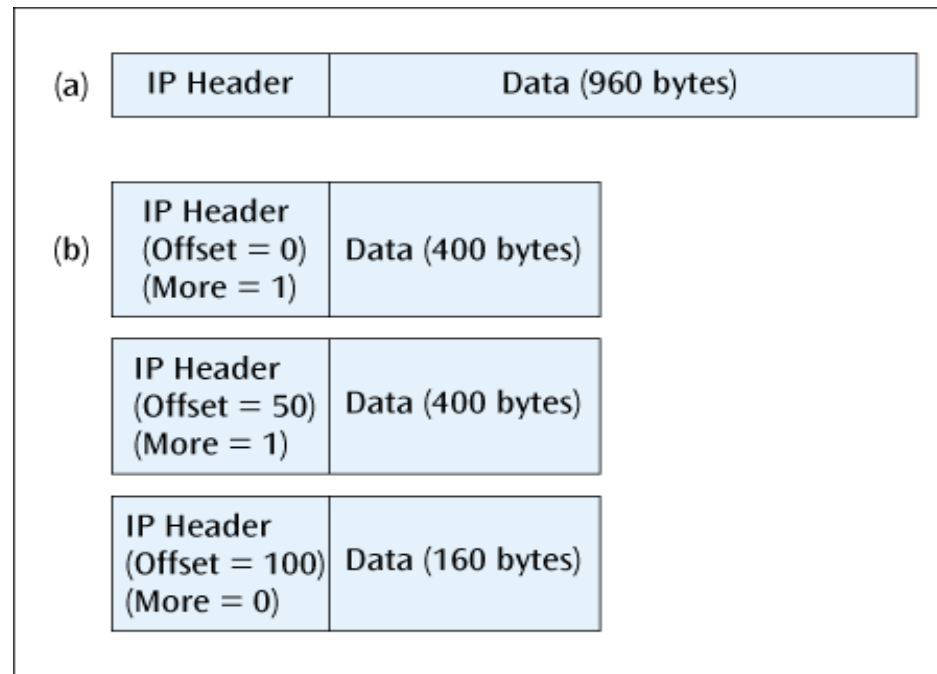 (a) IP Header Data (960 bytes)
(b) IP Header
(Offset = 0)
(More = 1)
Data (400 bytes)
IP Header
(Offset = 50)
(More = 1)
Data (400 bytes)
IP Header
(Offset = 100)
(More = 0)
Data (160 bytes)